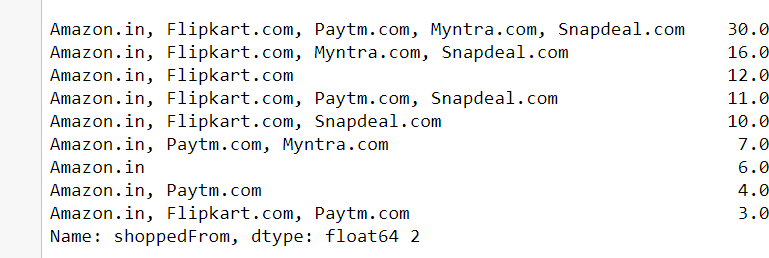 Amazon.in, Flipkart.com, Paytm.com, Myntra.com, Snapdeal.com    30.0
Amazon.in, Flipkart.com, Myntra.com, Snapdeal.com               16.0
Amazon.in, Flipkart.com                                         12.0
Amazon.in, Flipkart.com, Paytm.com, Snapdeal.com                11.0
Amazon.in, Flipkart.com, Snapdeal.com                           10.0
Amazon.in, Paytm.com, Myntra.com                                 7.0
Amazon.in                                                        6.0
Amazon.in, Paytm.com                                             4.0
Amazon.in, Flipkart.com, Paytm.com                               3.0
Name: shoppedFrom, dtype: float64 2